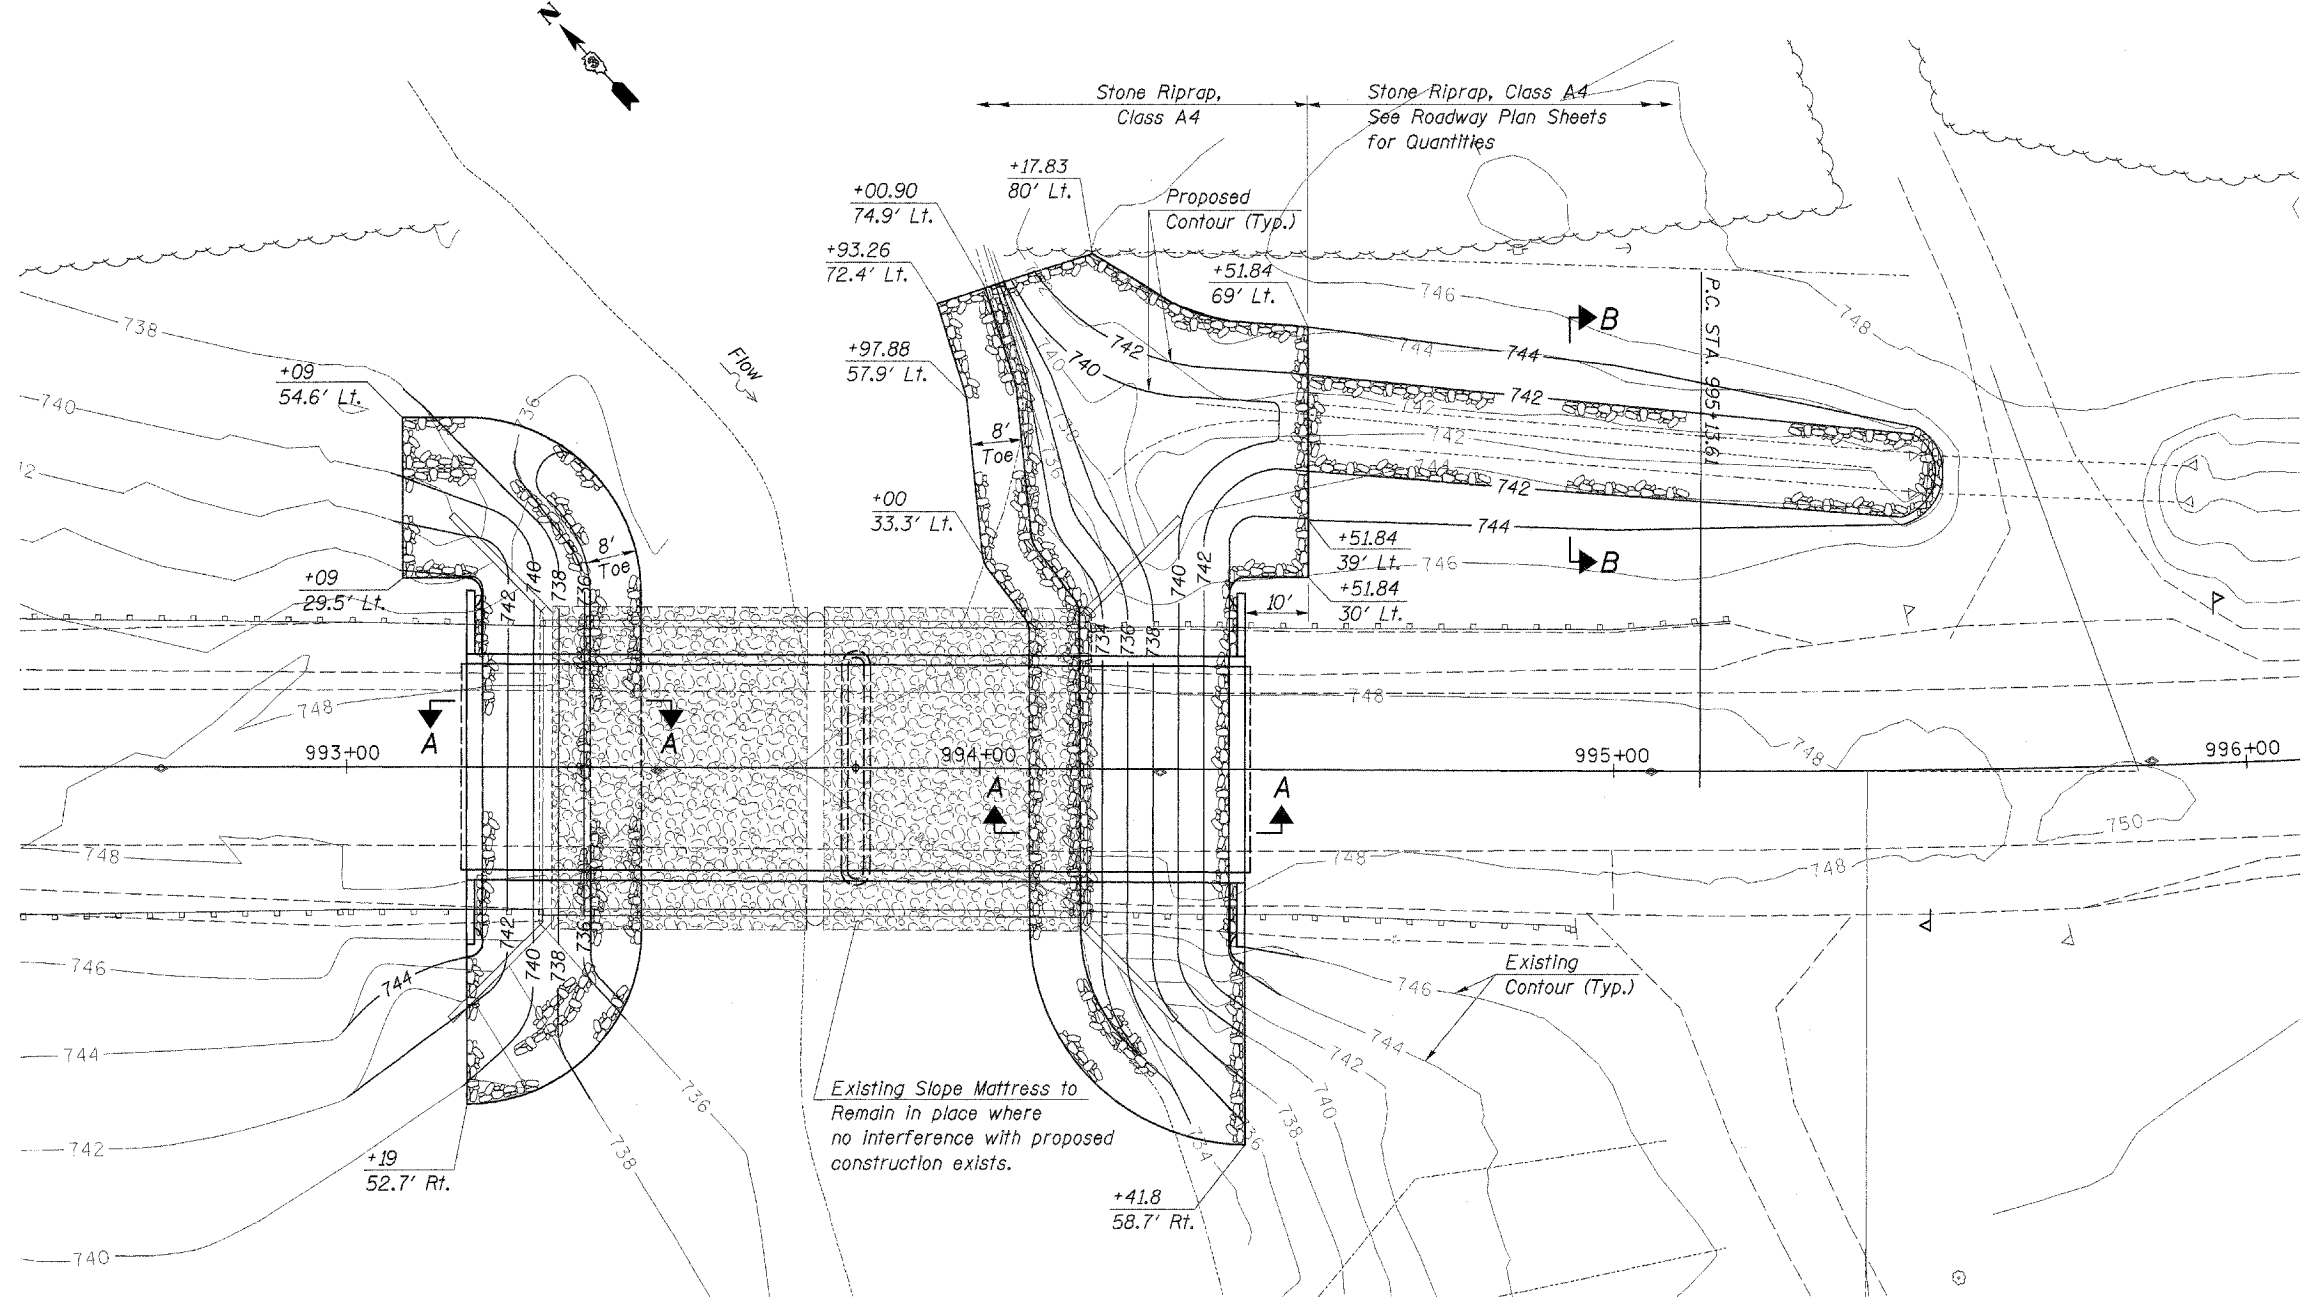 N
Stone Riprap,
Class A4
Stone Riprap, Class A4
See Roadway Plan Sheets
for Quantities
+17.83
80' Lt.
+00.90
74.9' Lt.
Proposed
Contour (Typ.)
+93.26
72.4' Lt.
+51.84
69' Lt.
746
B
748
P.C. STA. 995+13.61
738
Flow
+97.88
57.9' Lt.
742
740
740
744
744
+09
54.6' Lt.
740
736
742
742
742
8'
Toe
738
736
744
742
+00
33.3' Lt.
744
8'
Toe
+51.84
39' Lt.
746
B
+09
29.5' Lt.
742
740
738
736
740
742
+51.84
30' Lt.
10'
734
736
738
748
748
A
A
993+00
994+00
995+00
996+00
748
A
A
750
748
748
748
742
740
738
736
746
744
746
Existing
Contour (Typ.)
744
744
742
736
740
738
736
Existing Slope Mattress to
Remain in place where
no interference with proposed
construction exists.
742
738
734
+19
52.7' Rt.
+41.8
58.7' Rt.
740